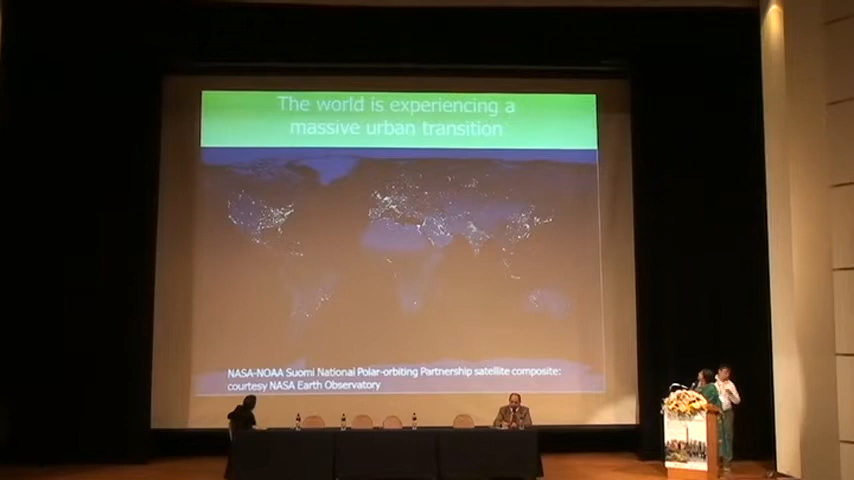 The world is experiencing a
massive urban transition
NASA-NOAA Suomi National Polar-orbiting Partnership satellite composite:
courtesy NASA Earth Observatory